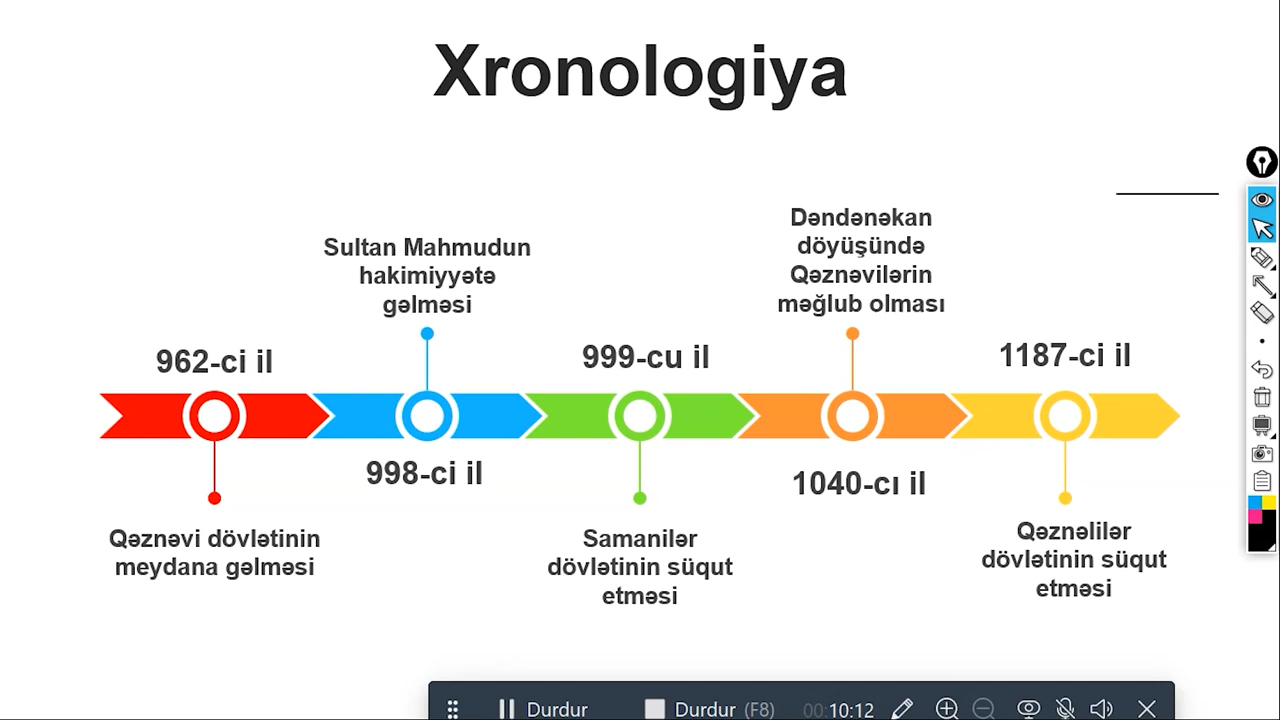 Xronologiya
962-ci il
Qəznəvi dövlətinin
meydana gəlməsi
Sultan Mahmudun
hakimiyyətə
gəlməsi
998-ci il
999-cu il
Samanilər
dövlətinin süqut
etməsi
Dəndənəkan
döyüşündə
Qəznəvilərin
məğlub olması
1040-cı il
1187-ci il
Qəznəlilər
dövlətinin süqut
etməsi
Durdur Durdur (F8) 00:10:12